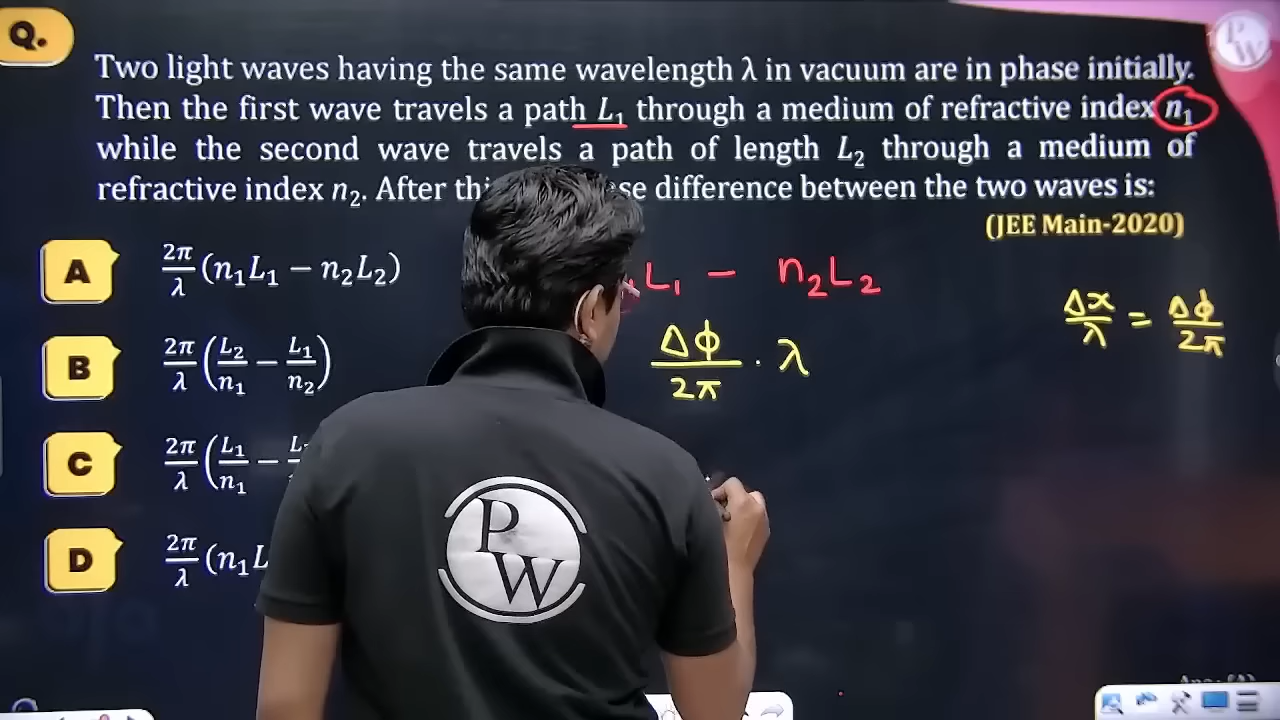 Q.
Two light waves having the same wavelength λ in vacuum are in phase initially.
Then the first wave travels a path L₁ through a medium of refractive index n₁
while the second wave travels a path of length L₂ through a medium of
refractive index n₂. After difference between the two waves is:
(JEE Main-2020)
A 2π/λ (n₁L₁ − n₂L₂)
L₁ − n₂L₂
Δx/λ = Δϕ/2π
Δϕ/2π · λ
B 2π/λ (L₂/n₁ − L₁/n₂)
C 2π/λ (L₁/n₁ −
D 2π/λ (n₁L
PW
PW